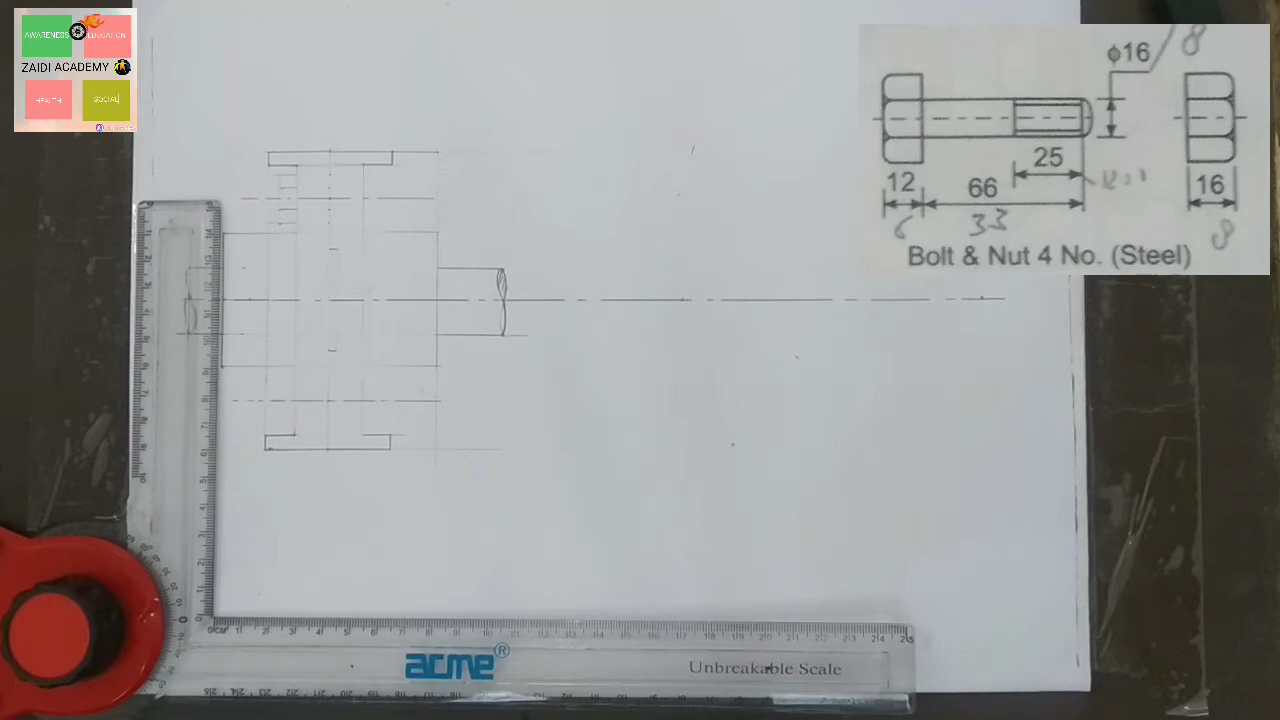 AWARENESS
EDUCATION
ZAIDI ACADEMY
HEALTH
SOCIAL
ϕ16
8
25
12
66
16
6
33
8
Bolt & Nut 4 No. (Steel)
acme®
Unbreakable Scale